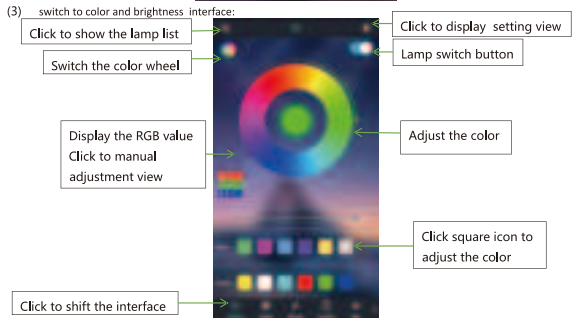 (3) switch to color and brightness interface:
Click to show the lamp list
Click to display setting view
Switch the color wheel
Lamp switch button
Display the RGB value
Click to manual
adjustment view
Adjust the color
Click square icon to
adjust the color
Click to shift the interface